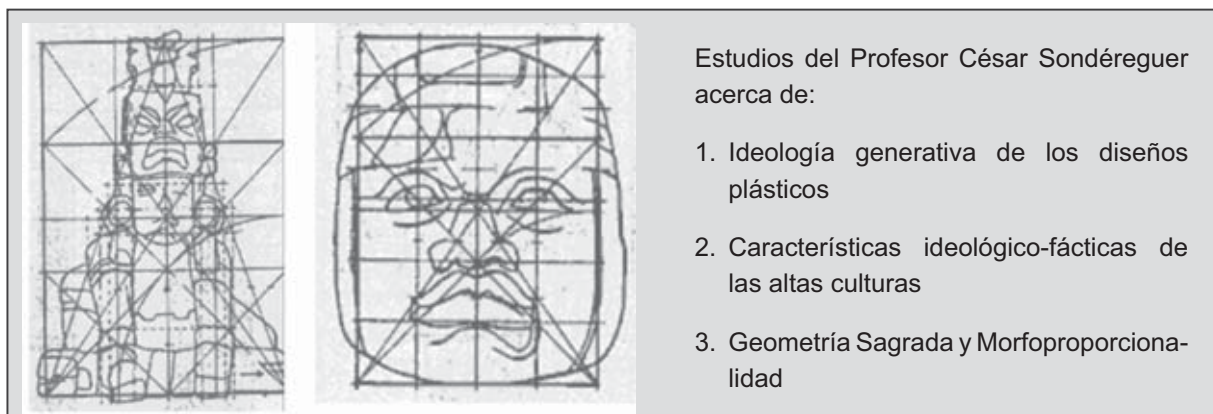 Estudios del Profesor César Sondéreguer
acerca de:
1. Ideología generativa de los diseños
plásticos
2. Características ideológico-fácticas de
las altas culturas
3. Geometría Sagrada y Morfoproporciona-
lidad